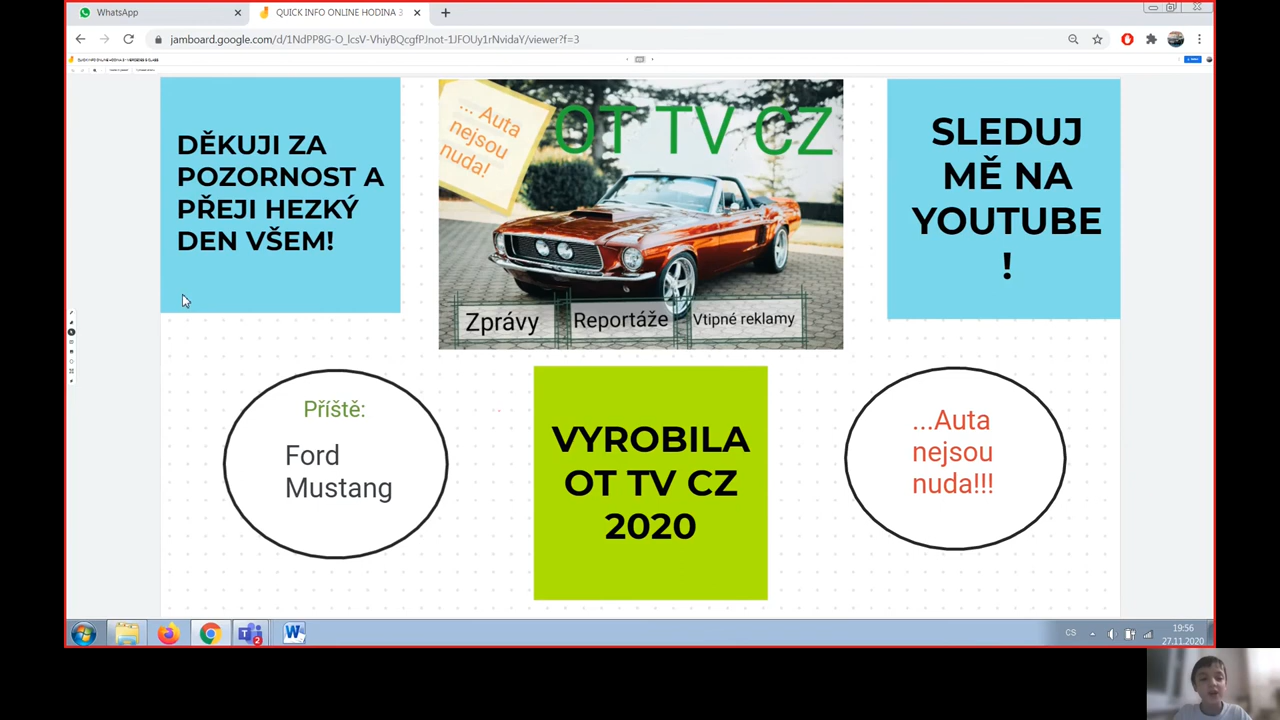 WhatsApp
QUICK INFO ONLINE HODINA 3
jamboard.google.com/d/1NdPP8G-O_lcsV-VhiyBQcgfPJnot-1JFOUy1rNvidaY/viewer?f=3
DĚKUJI ZA
POZORNOST A
PŘEJI HEZKÝ
DEN VŠEM!
... Auta
nejsou
nuda!
OT TV CZ
Zprávy
Reportáže
Vtipné reklamy
SLEDUJ
MĚ NA
YOUTUBE
!
Příště:
Ford
Mustang
VYROBILA
OT TV CZ
2020
...Auta
nejsou
nuda!!!
2
W
CS
19:56
27.11.2020